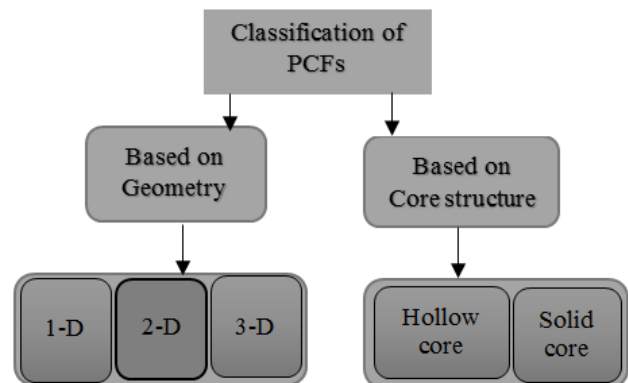 Classification of
PCFs
Based on
Geometry
Based on
Core structure
1-D
2-D
3-D
Hollow
core
Solid
core